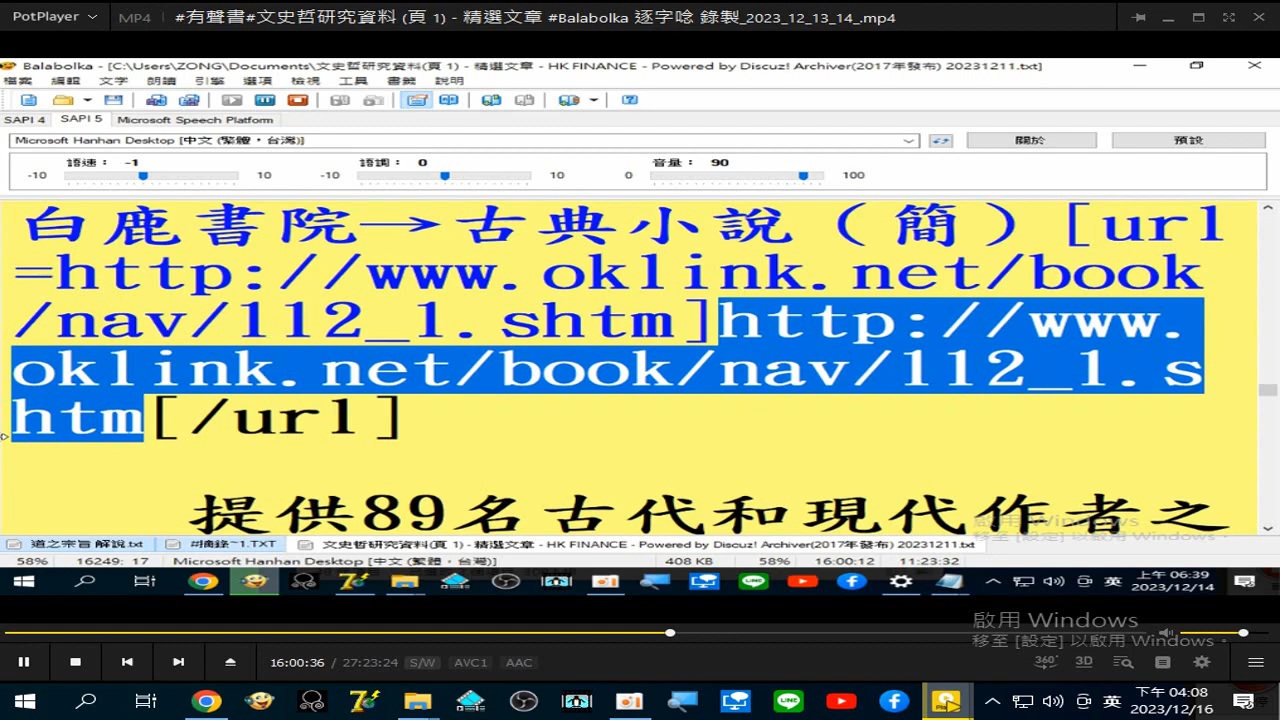 PotPlayer MP4 #有聲書#文史哲研究資料 (頁 1) - 精選文章 #Balabolka 逐字唸 錄製_2023_12_13_14_.mp4
Balabolka - [C:\Users\ZONG\Documents\文史哲研究資料(頁 1) - 精選文章 - HK FINANCE - Powered by Discuz! Archiver(2017年發布) 20231211.txt]
檔案 編輯 文字 朗讀 引擎 選項 檢視 工具 書籤 說明
SAPI 4 SAPI 5 Microsoft Speech Platform
Microsoft Hanhan Desktop [中文 (繁體，台灣)] 關於 預設
語速： -1 語調： 0 音量： 90
-10 10 -10 10 0 100
白鹿書院→古典小說（簡）[url
=http://www.oklink.net/book
/nav/112_1.shtm]http://www.
oklink.net/book/nav/112_1.s
htm[/url]
提供89名古代和現代作者之
啟用 Windows
移至 [設定] 以啟用 Windows。
道之宗旨 解說.txt #摘錄~1.TXT 文史哲研究資料(頁 1) - 精選文章 - HK FINANCE - Powered by Discuz! Archiver(2017年發布) 20231211.txt
58% 16249: 17 Microsoft Hanhan Desktop [中文 (繁體，台灣)] 408 KB 58% 16:00:12 11:23:32
英 上午 06:39
2023/12/14
啟用 Windows
移至 [設定] 以啟用 Windows。
16:00:36 / 27:23:24 S/W AVC1 AAC 360° 3D
英 下午 04:08
2023/12/16